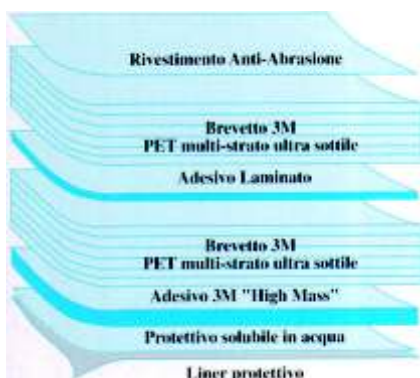 Rivestimento Anti-Abrasione
Brevetto 3M
PET multi-strato ultra sottile
Adesivo Laminato
Brevetto 3M
PET multi-strato ultra sottile
Adesivo 3M "High Mass"
Protettivo solubile in acqua
Liner protettivo